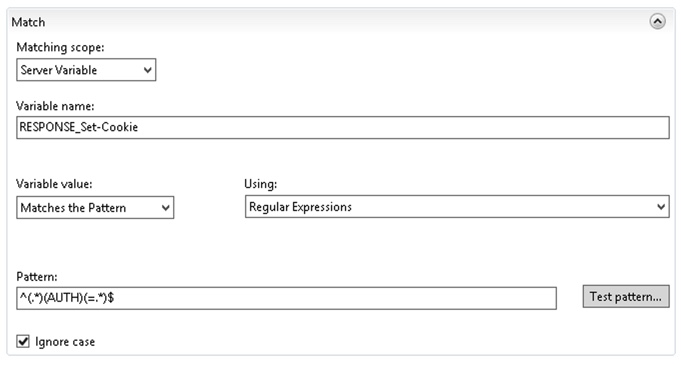 Match
Matching scope:
Server Variable
Variable name:
RESPONSE_Set-Cookie
Variable value:
Using:
Matches the Pattern
Regular Expressions
Pattern:
^(.*)(AUTH)(=.*)$
Test pattern...
Ignore case